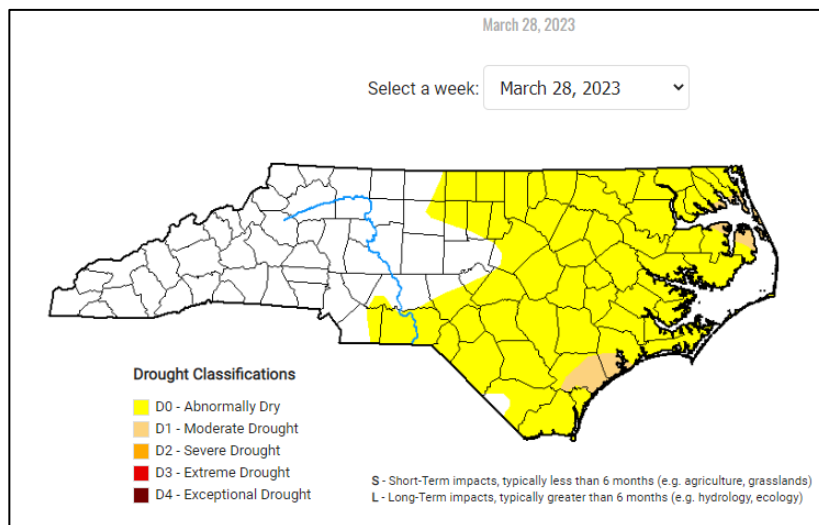 March 28, 2023
Select a week: March 28, 2023
Drought Classifications
D0 - Abnormally Dry
D1 - Moderate Drought
D2 - Severe Drought
D3 - Extreme Drought
D4 - Exceptional Drought
S - Short-Term impacts, typically less than 6 months (e.g. agriculture, grasslands)
L - Long-Term impacts, typically greater than 6 months (e.g. hydrology, ecology)